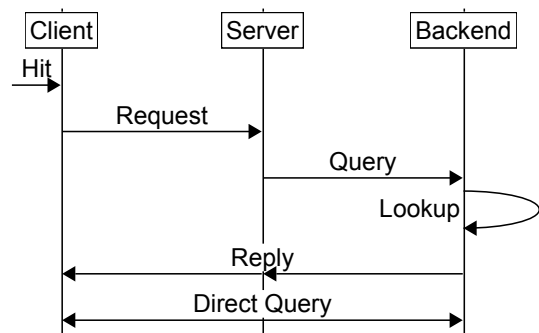 Client Server Backend
Hit
Request
Query
Lookup
Reply
Direct Query